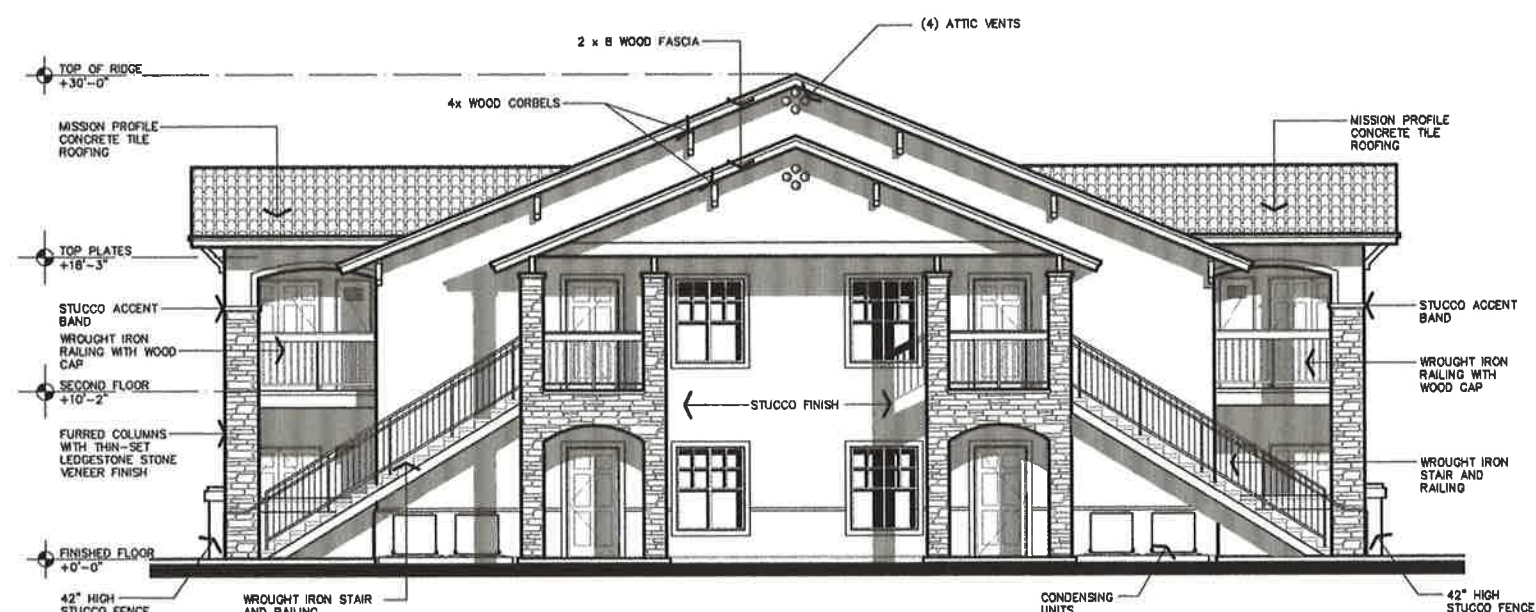 (4) ATTIC VENTS
2 x 8 WOOD FASCIA
TOP OF RIDGE
+30'-0"
4x WOOD CORBELS
MISSION PROFILE
CONCRETE TILE
ROOFING
MISSION PROFILE
CONCRETE TILE
ROOFING
TOP PLATES
+18'-3"
STUCCO ACCENT
BAND
WROUGHT IRON
RAILING WITH WOOD
CAP
SECOND FLOOR
+10'-2"
FURRED COLUMNS
WITH THIN-SET
LEDGESTONE STONE
VENEER FINISH
STUCCO FINISH
STUCCO ACCENT
BAND
WROUGHT IRON
RAILING WITH
WOOD CAP
WROUGHT IRON
STAIR AND
RAILING
FINISHED FLOOR
+0'-0"
42" HIGH
STUCCO FENCE
WROUGHT IRON STAIR
AND RAILING
CONDENSING
UNITS
42" HIGH
STUCCO FENCE